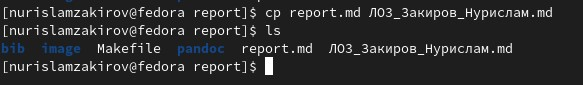 [nurislamzakirov@fedora report]$ cp report.md ЛО3_Закиров_Нурислам.md
[nurislamzakirov@fedora report]$ ls
bib image Makefile pandoc report.md ЛО3_Закиров_Нурислам.md
[nurislamzakirov@fedora report]$